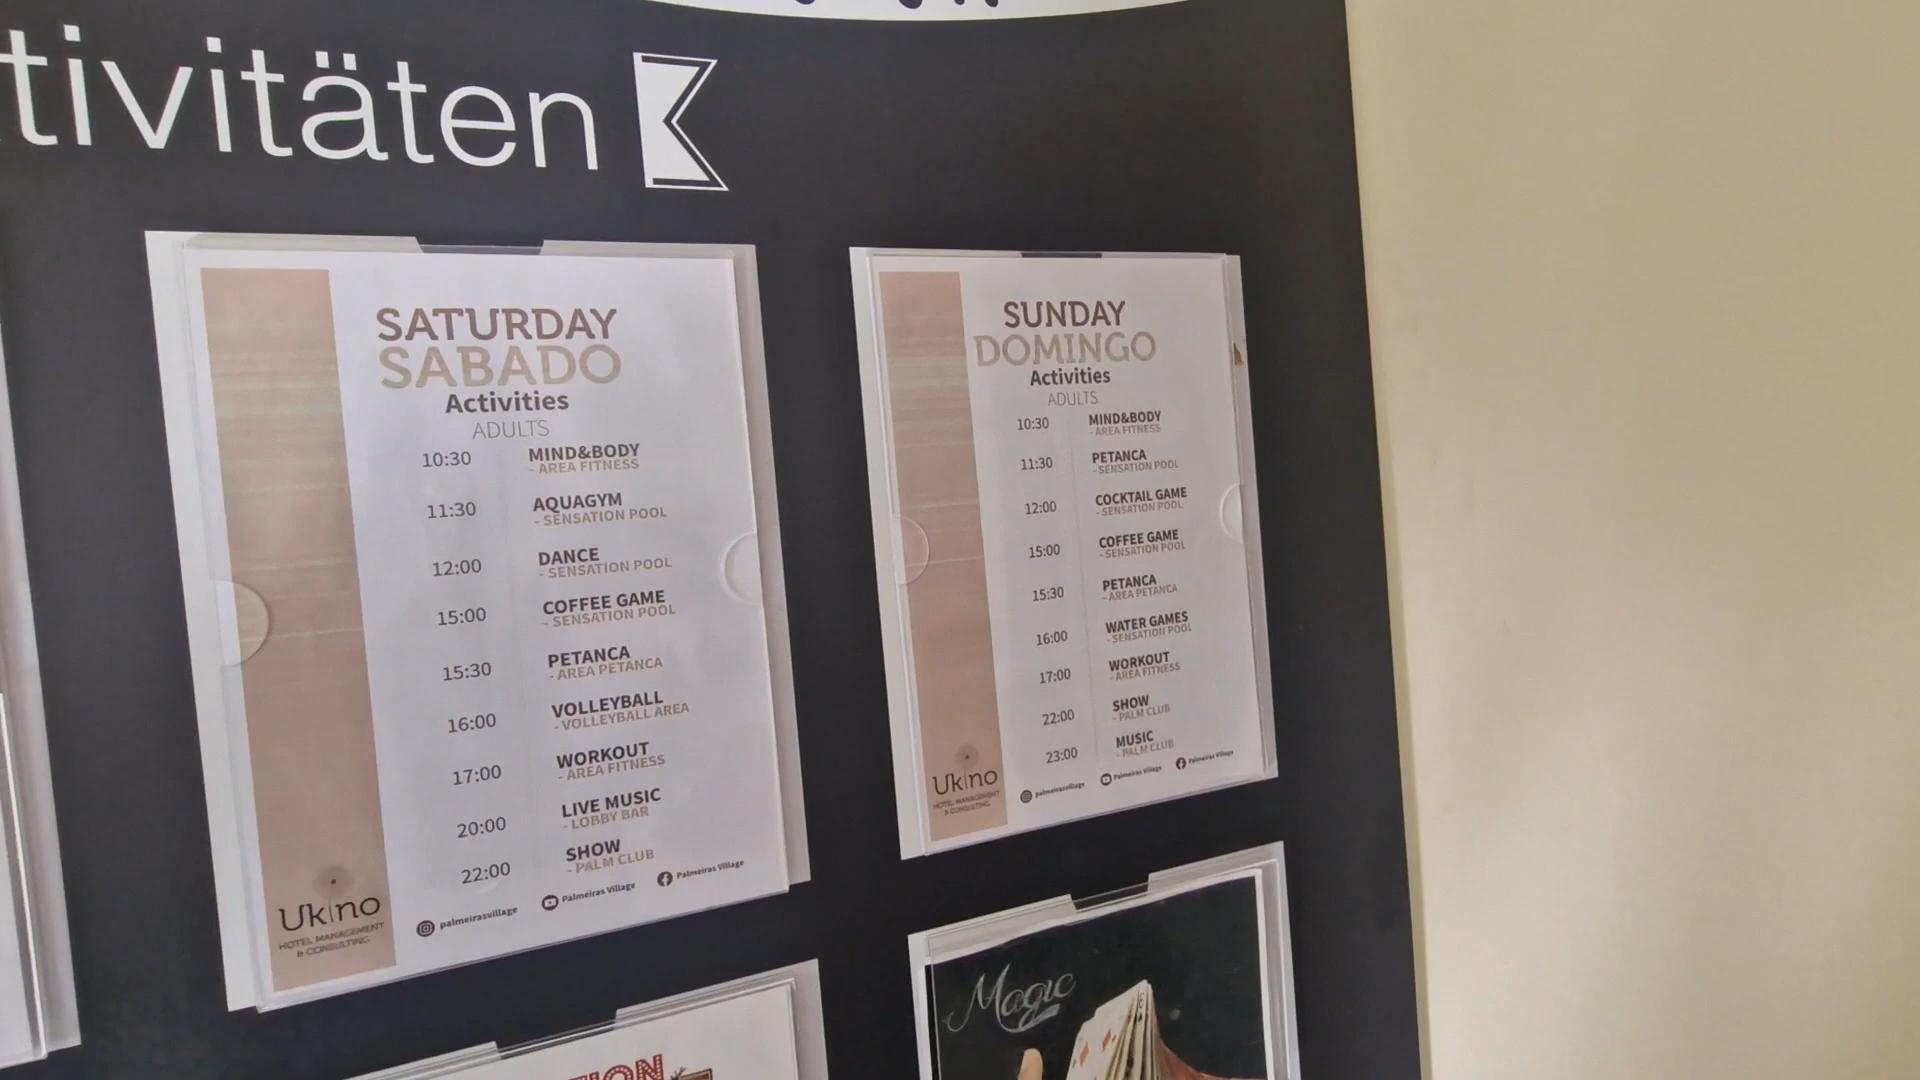 tivitäten
SATURDAY
SABADO
Activities
ADULTS
10:30 MIND&BODY
- AREA FITNESS
11:30 AQUAGYM
- SENSATION POOL
12:00 DANCE
- SENSATION POOL
15:00 COFFEE GAME
- SENSATION POOL
15:30 PETANCA
- AREA PETANCA
16:00 VOLLEYBALL
- VOLLEYBALL AREA
17:00 WORKOUT
- AREA FITNESS
20:00 LIVE MUSIC
- LOBBY BAR
22:00 SHOW
- PALM CLUB
palmeirasvillage Palmeiras Village Palmeiras Village
Ukino
HOTEL MANAGEMENT
& CONSULTING
SUNDAY
DOMINGO
Activities
ADULTS
10:30 MIND&BODY
- AREA FITNESS
11:30 PETANCA
- SENSATION POOL
12:00 COCKTAIL GAME
- SENSATION POOL
15:00 COFFEE GAME
- SENSATION POOL
15:30 PETANCA
- AREA PETANCA
16:00 WATER GAMES
- SENSATION POOL
17:00 WORKOUT
- AREA FITNESS
22:00 SHOW
- PALM CLUB
23:00 MUSIC
- PALM CLUB
palmeirasvillage Palmeiras Village Palmeiras Village
Ukino
HOTEL MANAGEMENT
& CONSULTING
Magic
TION